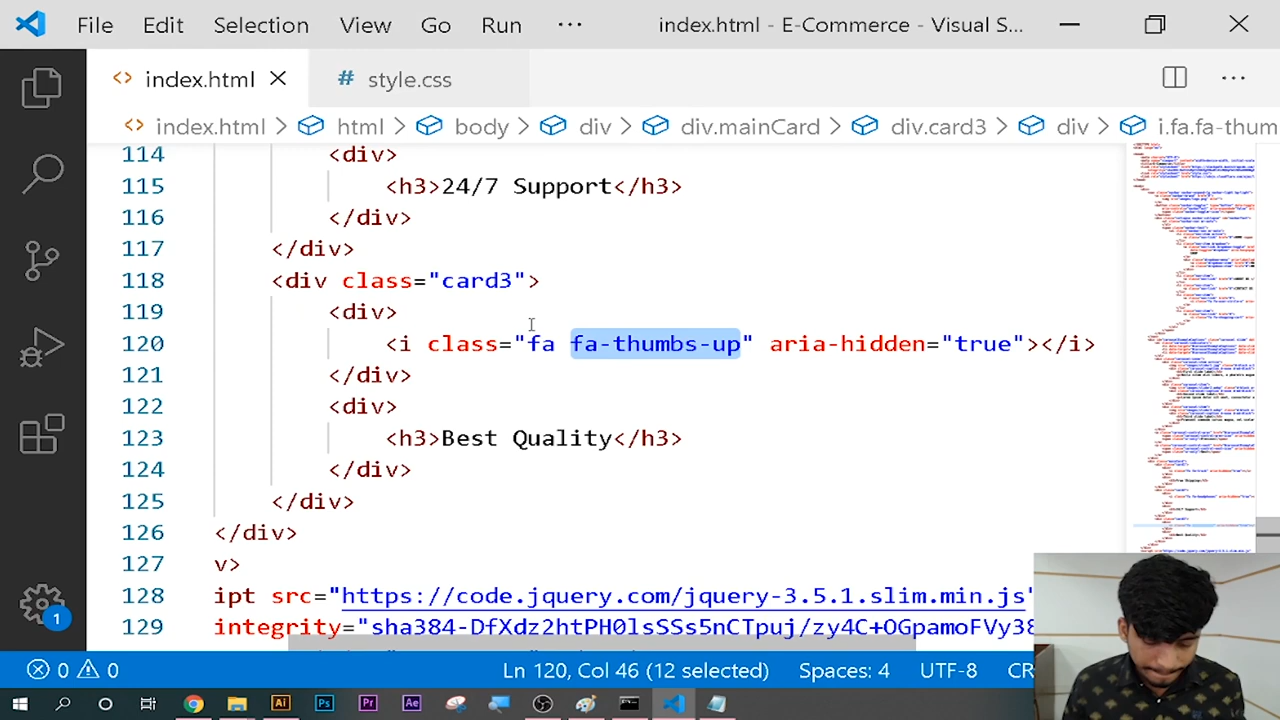 File Edit Selection View Go Run ··· index.html - E-Commerce - Visual S...
index.html # style.css ···
index.html > html > body > div > div.mainCard > div.card3 > div > i.fa.fa-thum
114 <div>
115 <h3>24/7 Support</h3>
116 </div>
117 </div>
118 <div class="card3">
119 <div>
120 <i class="fa fa-thumbs-up" aria-hidden="true"></i>
121 </div>
122 <div>
123 <h3>Best Quality</h3>
124 </div>
125 </div>
126 </div>
127 v>
128 ipt src="https://code.jquery.com/jquery-3.5.1.slim.min.js"
129 integrity="sha384-DfXdz2htPH0lsSSs5nCTpuj/zy4C+OGpamoFVy38
1
0 0 Ln 120, Col 46 (12 selected) Spaces: 4 UTF-8 CR
Ai Ps Pr Ae